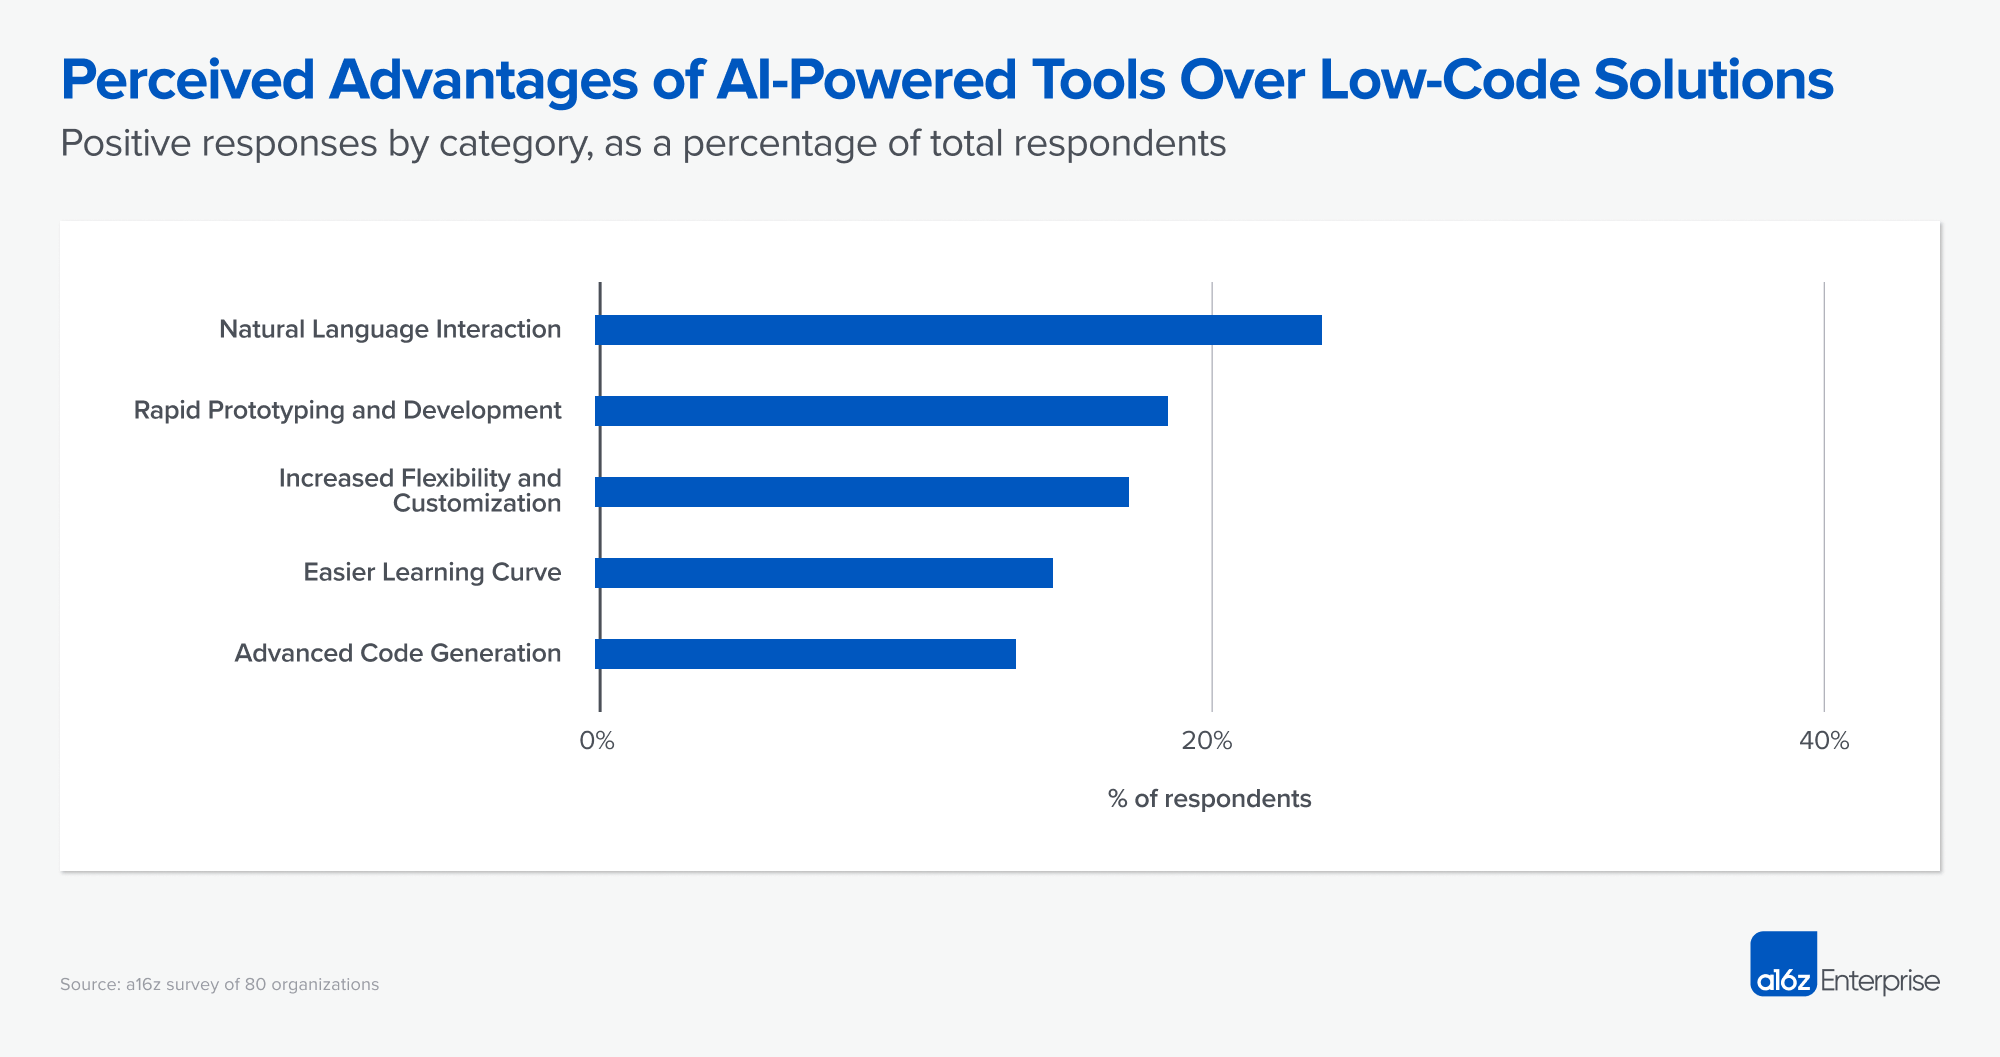 Perceived Advantages of AI-Powered Tools Over Low-Code Solutions
Positive responses by category, as a percentage of total respondents
Natural Language Interaction
Rapid Prototyping and Development
Increased Flexibility and
Customization
Easier Learning Curve
Advanced Code Generation
0%
20%
40%
% of respondents
Source: a16z survey of 80 organizations
a16z Enterprise